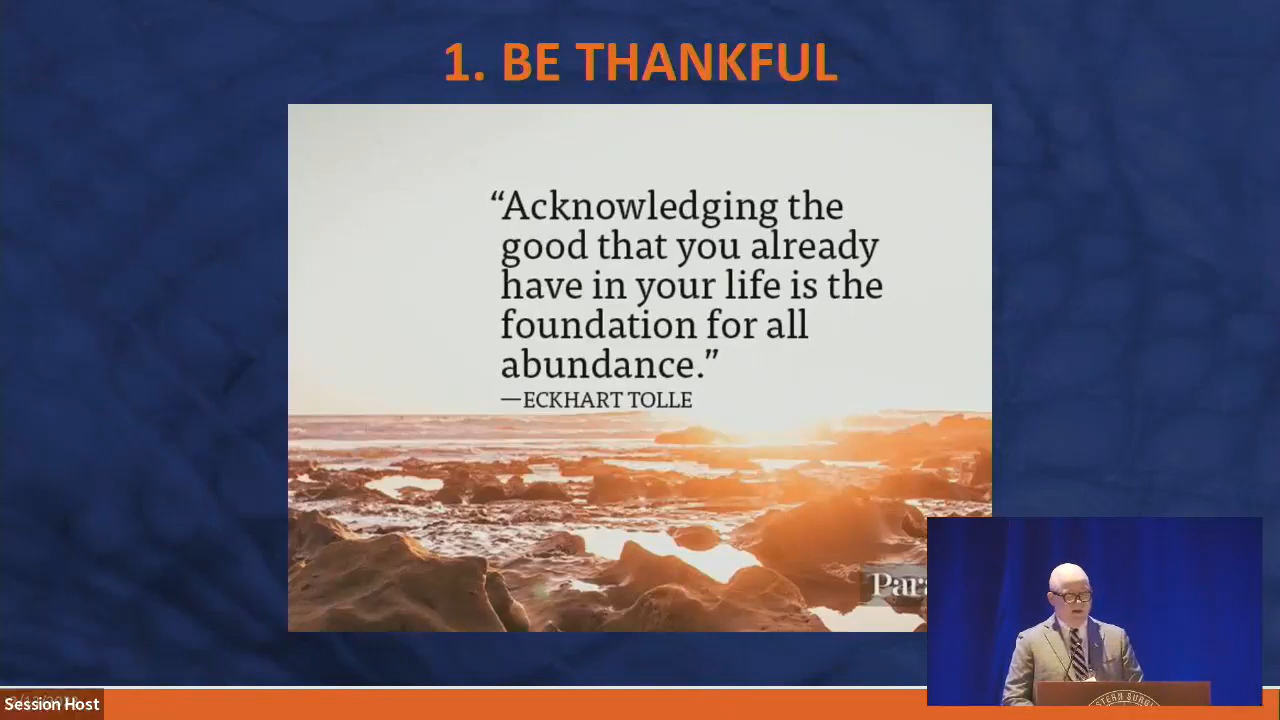 1. BE THANKFUL
“Acknowledging the
good that you already
have in your life is the
foundation for all
abundance.”
—ECKHART TOLLE
Session Host